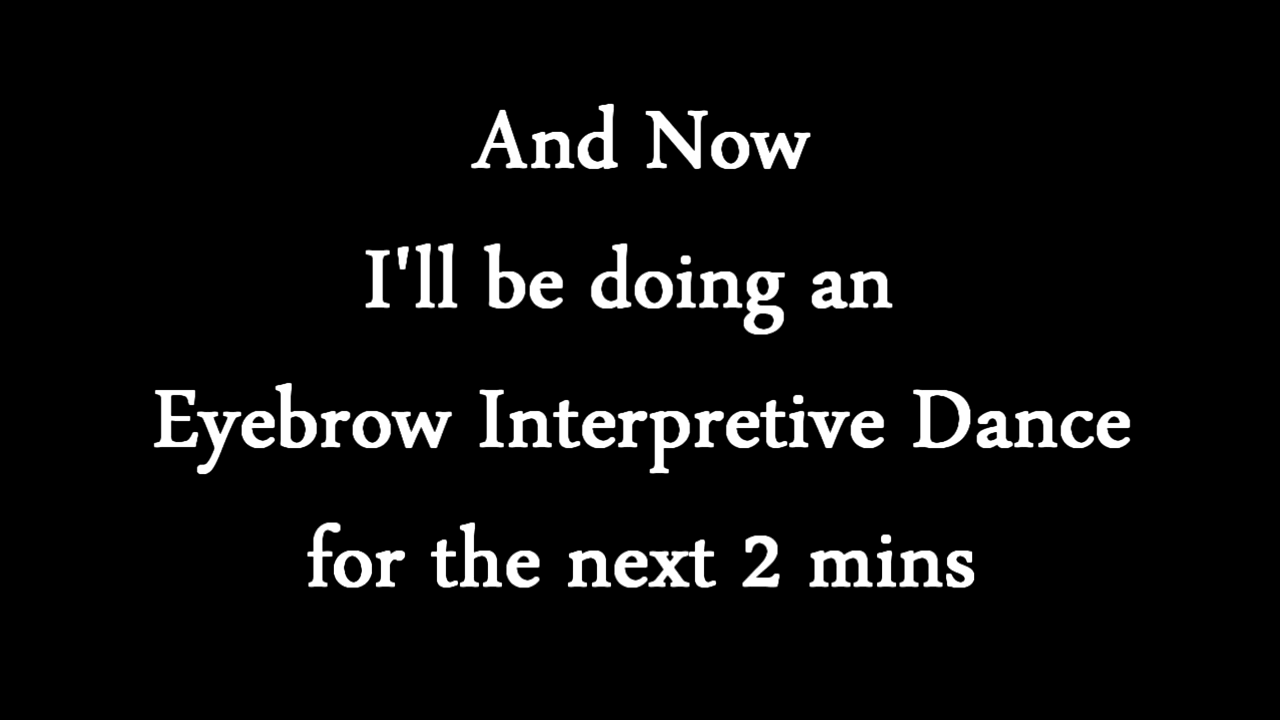 And Now
I'll be doing an
Eyebrow Interpretive Dance
for the next 2 mins